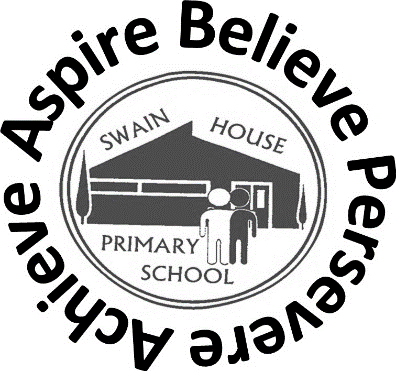 Aspire Believe Persevere Achieve
SWAIN HOUSE
PRIMARY
SCHOOL